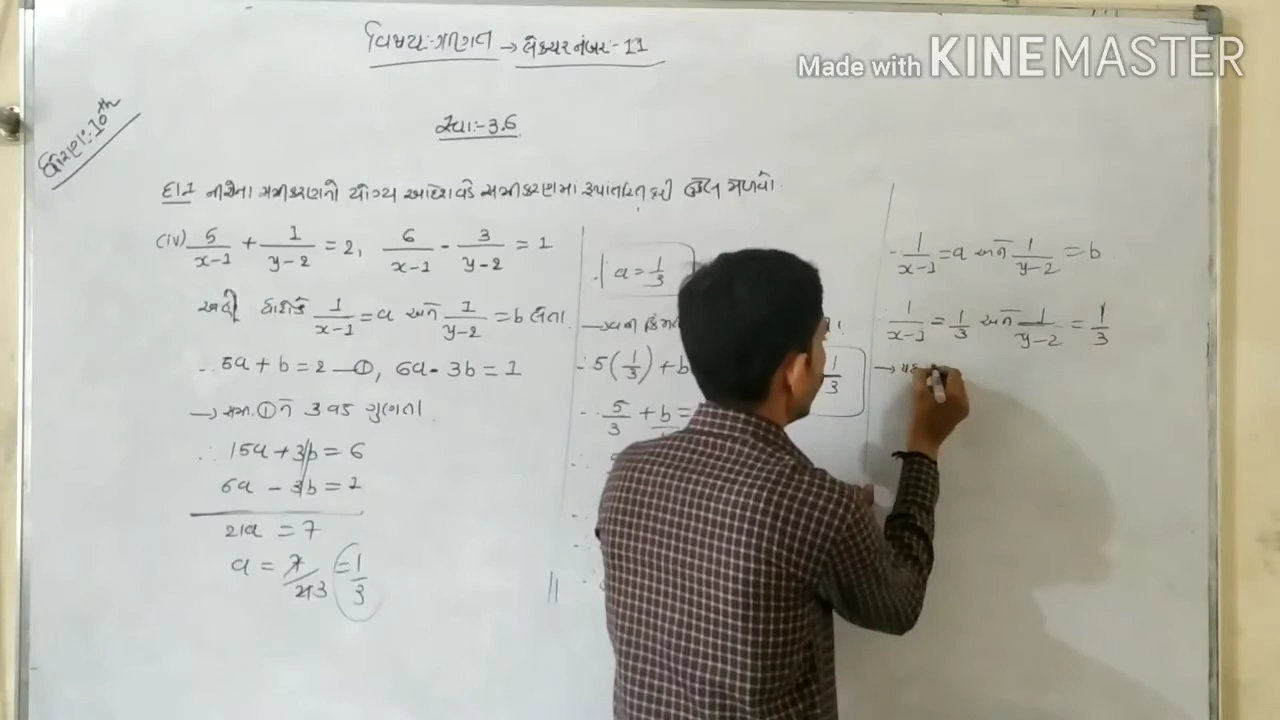 વિષય:-ગણિત → લેક્ચર નંબર:-11
Made with KINEMASTER
ધોરણ:-10th
સ્વા:-3.6
દા.1 નીચેના સમીકરણનો યોગ્ય આદેશ વડે સમીકરણમાં રૂપાંતરિત કરી ઉકેલ મેળવો.
(iv) 5/(x-1) + 1/(y-2) = 2, 6/(x-1) - 3/(y-2) = 1
અહીં ધારોકે 1/(x-1) = a અને 1/(y-2) = b લેતા
∴ 5a + b = 2 —①, 6a - 3b = 1
→ સમી. ①ને 3 વડે ગુણતા
∴ 15a + 3b = 6
6a - 3b = 1
21a = 7
a = 7/21 3 = 1/3
a = 1/3
→
∴ 5(1/3) + b
∴ 5/3 + b =
1/3
∴ 1/(x-1) = a અને 1/(y-2) = b
∴ 1/(x-1) = 1/3 અને 1/(y-2) = 1/3
→